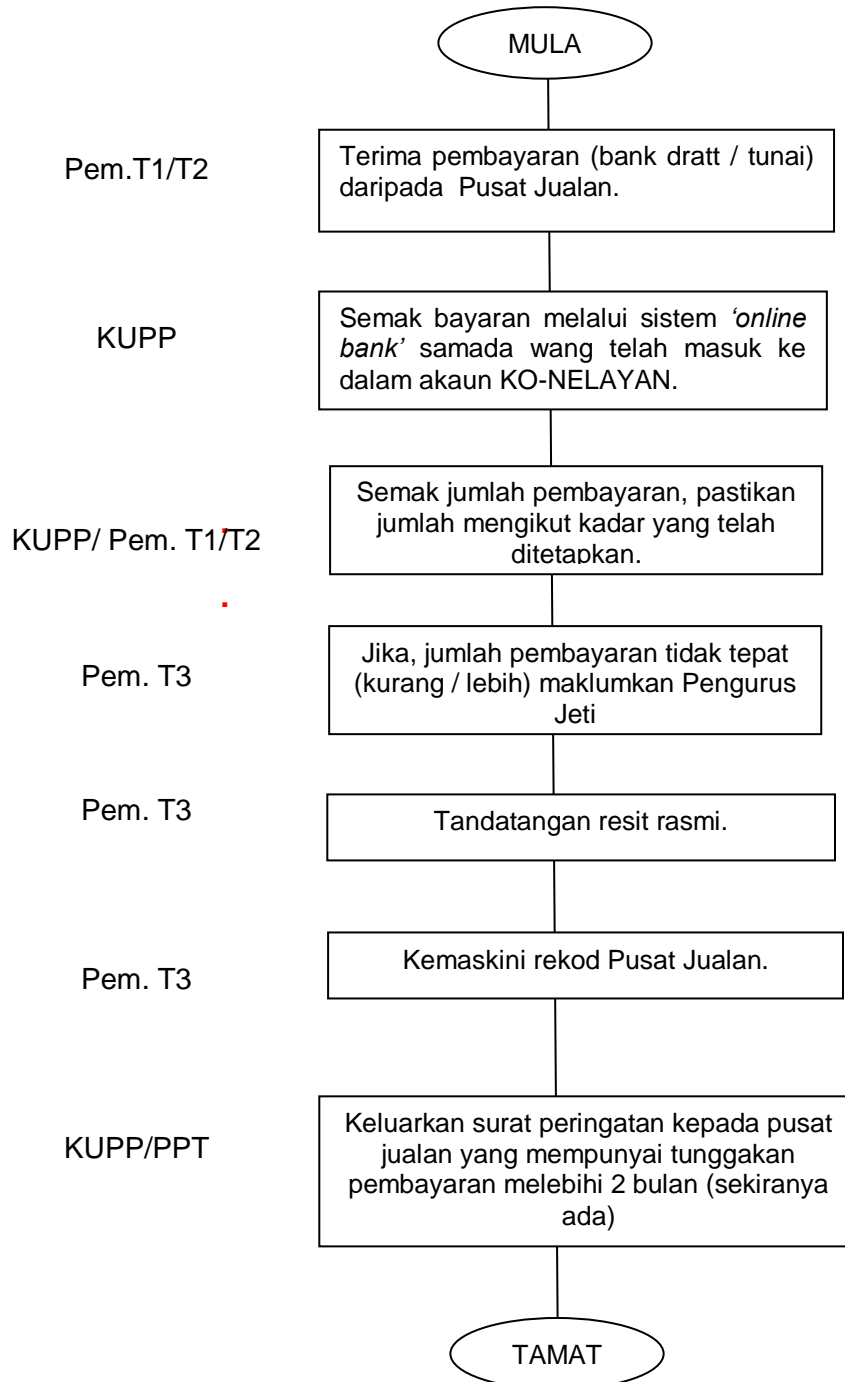 MULA
Pem.T1/T2
Terima pembayaran (bank dratt / tunai)
daripada Pusat Jualan.
KUPP
Semak bayaran melalui sistem ‘online
bank’ samada wang telah masuk ke
dalam akaun KO-NELAYAN.
KUPP/ Pem. T1/T2
Semak jumlah pembayaran, pastikan
jumlah mengikut kadar yang telah
ditetapkan.
Pem. T3
Jika, jumlah pembayaran tidak tepat
(kurang / lebih) maklumkan Pengurus
Jeti
Pem. T3
Tandatangan resit rasmi.
Pem. T3
Kemaskini rekod Pusat Jualan.
KUPP/PPT
Keluarkan surat peringatan kepada pusat
jualan yang mempunyai tunggakan
pembayaran melebihi 2 bulan (sekiranya
ada)
TAMAT